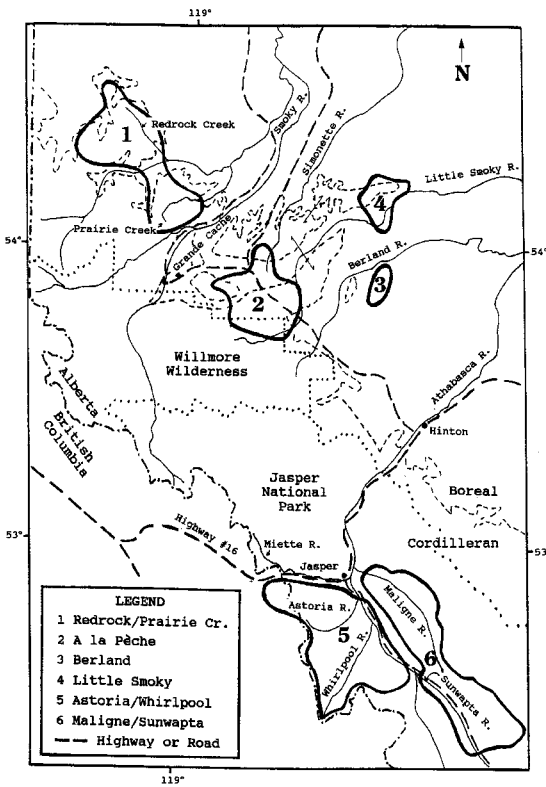 119°
N
1
Redrock Creek
Smoky R.
Simonette R.
Little Smoky R.
4
Prairie Creek
Grande Cache
54°
54°
Berland R.
3
2
Willmore
Wilderness
Athabasca R.
Alberta
British
Columbia
Hinton
Jasper
National
Park
Boreal
Cordilleran
53°
53°
Highway #16
Miette R.
Jasper
Astoria R.
Maligne R.
5
Whirlpool R.
6
Sunwapta R.
LEGEND
1 Redrock/Prairie Cr.
2 A la Pèche
3 Berland
4 Little Smoky
5 Astoria/Whirlpool
6 Maligne/Sunwapta
Highway or Road
119°